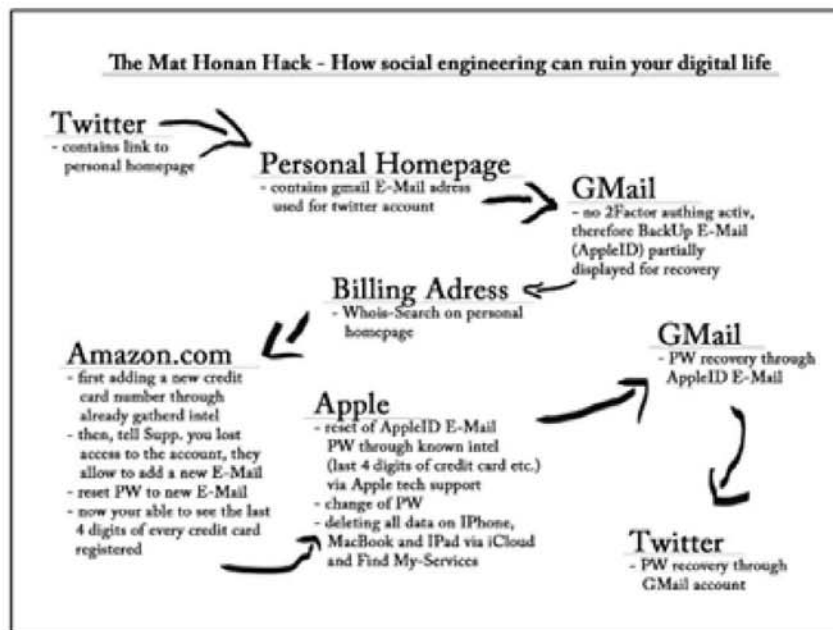 The Mat Honan Hack - How social engineering can ruin your digital life
Twitter
- contains link to
personal homepage
Personal Homepage
- contains gmail E-Mail adress
used for twitter account
GMail
- no 2Factor authing activ,
therefore BackUp E-Mail
(AppleID) partially
displayed for recovery
Billing Adress
- Whois-Search on personal
homepage
Amazon.com
- first adding a new credit
card number through
already gatherd intel
- then, tell Supp. you lost
access to the account, they
allow to add a new E-Mail
- reset PW to new E-Mail
- now your able to see the last
4 digits of every credit card
registered
Apple
- reset of AppleID E-Mail
PW through known intel
(last 4 digits of credit card etc.)
via Apple tech support
- change of PW
- deleting all data on IPhone,
MacBook and IPad via iCloud
and Find My-Services
GMail
- PW recovery through
AppleID E-Mail
Twitter
- PW recovery through
GMail account